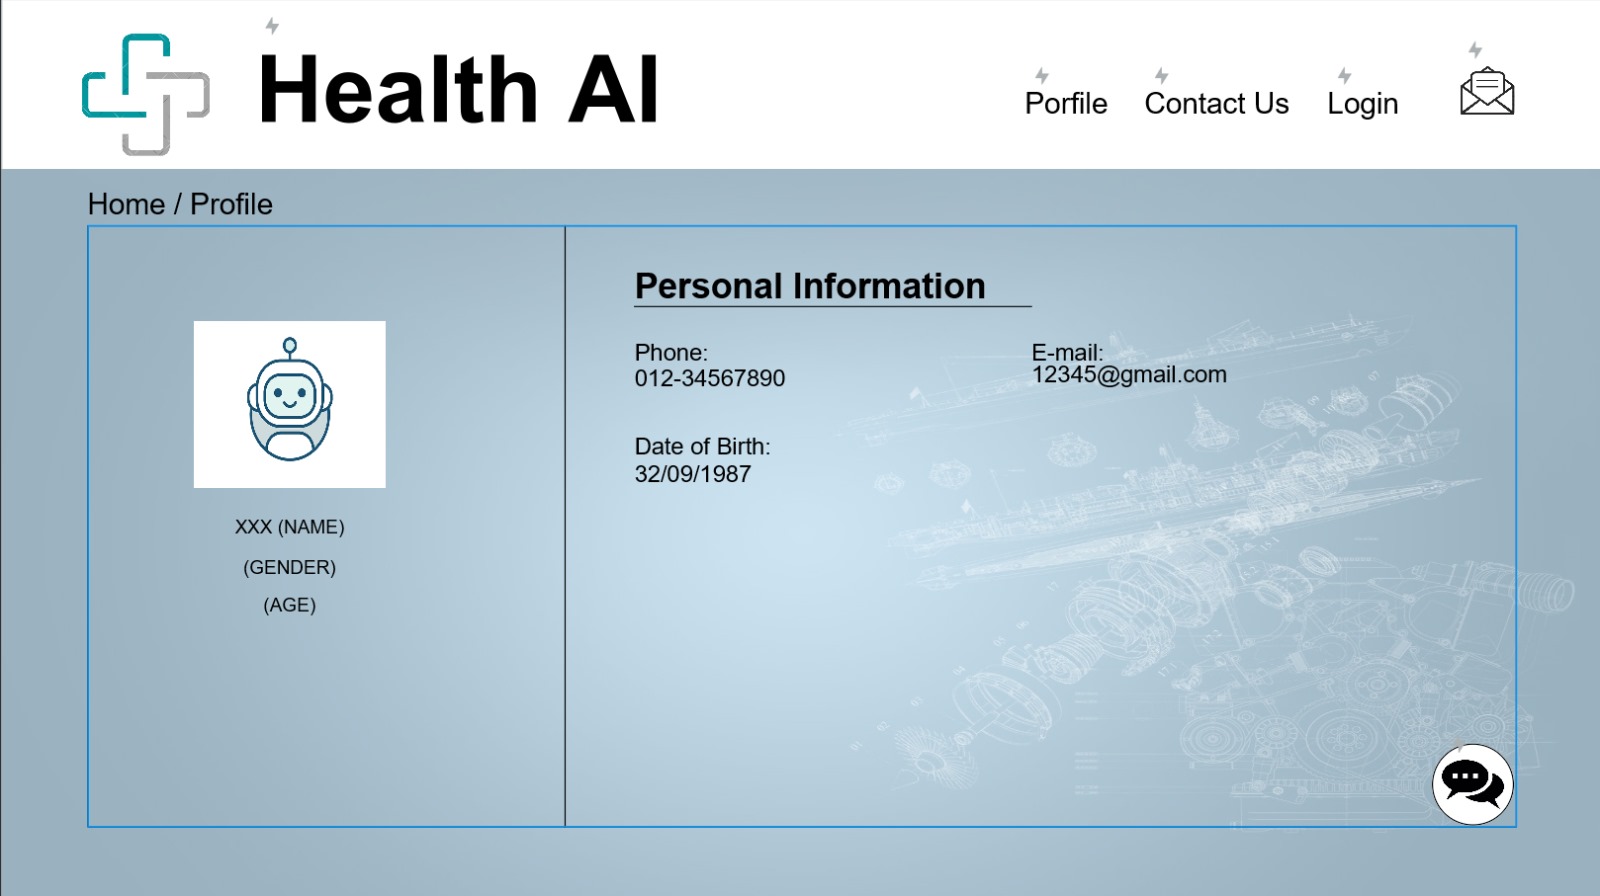 Health AI
Porfile
Contact Us
Login
Home / Profile
XXX (NAME)
(GENDER)
(AGE)
Personal Information
Phone:
012-34567890
E-mail:
12345@gmail.com
Date of Birth:
32/09/1987